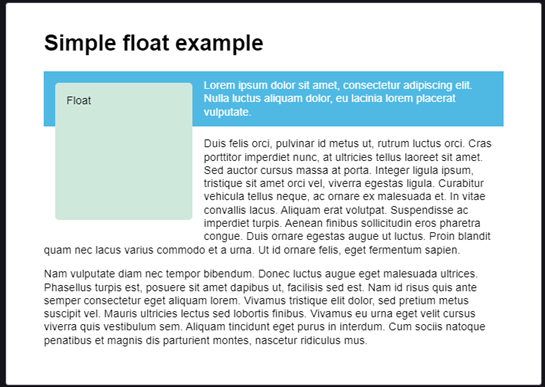 Simple float example
Float
Lorem ipsum dolor sit amet, consectetur adipiscing elit.
Nulla luctus aliquam dolor, eu lacinia lorem placerat
vulputate.
Duis felis orci, pulvinar id metus ut, rutrum luctus orci. Cras
porttitor imperdiet nunc, at ultricies tellus laoreet sit amet.
Sed auctor cursus massa at porta. Integer ligula ipsum,
tristique sit amet orci vel, viverra egestas ligula. Curabitur
vehicula tellus neque, ac ornare ex malesuada et. In vitae
convallis lacus. Aliquam erat volutpat. Suspendisse ac
imperdiet turpis. Aenean finibus sollicitudin eros pharetra
congue. Duis ornare egestas augue ut luctus. Proin blandit
quam nec lacus varius commodo et a urna. Ut id ornare felis, eget fermentum sapien.
Nam vulputate diam nec tempor bibendum. Donec luctus augue eget malesuada ultrices.
Phasellus turpis est, posuere sit amet dapibus ut, facilisis sed est. Nam id risus quis ante
semper consectetur eget aliquam lorem. Vivamus tristique elit dolor, sed pretium metus
suscipit vel. Mauris ultricies lectus sed lobortis finibus. Vivamus eu urna eget velit cursus
viverra quis vestibulum sem. Aliquam tincidunt eget purus in interdum. Cum sociis natoque
penatibus et magnis dis parturient montes, nascetur ridiculus mus.